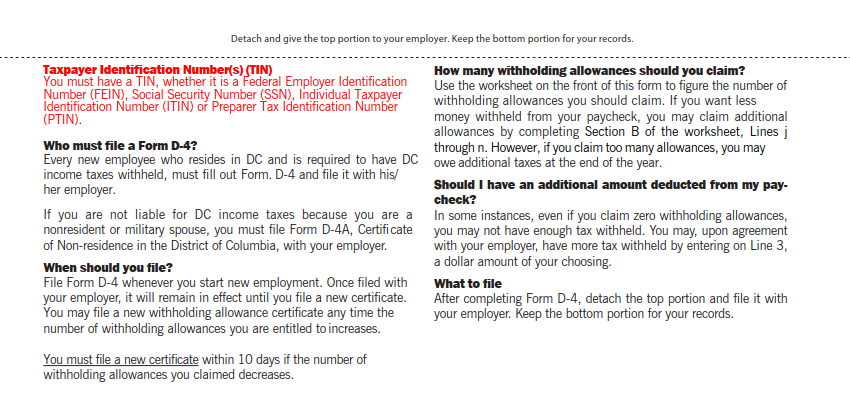 Detach and give the top portion to your employer. Keep the bottom portion for your records.
Taxpayer Identification Number(s) (TIN)
You must have a TIN, whether it is a Federal Employer Identification
Number (FEIN), Social Security Number (SSN), Individual Taxpayer
Identification Number (ITIN) or Preparer Tax Identification Number
(PTIN).
Who must file a Form D-4?
Every new employee who resides in DC and is required to have DC
income taxes withheld, must fill out Form. D-4 and file it with his/
her employer.
If you are not liable for DC income taxes because you are a
nonresident or military spouse, you must file Form D-4A, Certificate
of Non-residence in the District of Columbia, with your employer.
When should you file?
File Form D-4 whenever you start new employment. Once filed with
your employer, it will remain in effect until you file a new certificate.
You may file a new withholding allowance certificate any time the
number of withholding allowances you are entitled to increases.
You must file a new certificate within 10 days if the number of
withholding allowances you claimed decreases.
How many withholding allowances should you claim?
Use the worksheet on the front of this form to figure the number of
withholding allowances you should claim. If you want less
money withheld from your paycheck, you may claim additional
allowances by completing Section B of the worksheet, Lines j
through n. However, if you claim too many allowances, you may
owe additional taxes at the end of the year.
Should I have an additional amount deducted from my pay-
check?
In some instances, even if you claim zero withholding allowances,
you may not have enough tax withheld. You may, upon agreement
with your employer, have more tax withheld by entering on Line 3,
a dollar amount of your choosing.
What to file
After completing Form D-4, detach the top portion and file it with
your employer. Keep the bottom portion for your records.